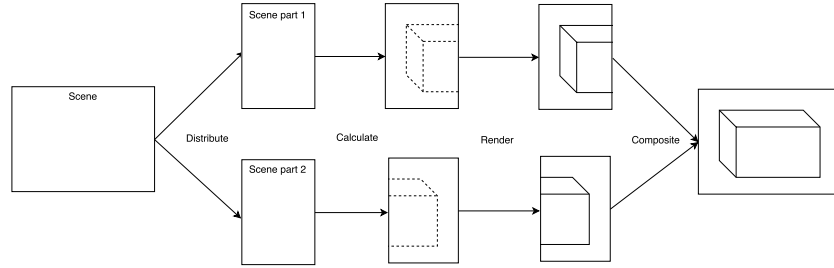 Scene part 1
Scene
Distribute
Calculate
Render
Composite
Scene part 2